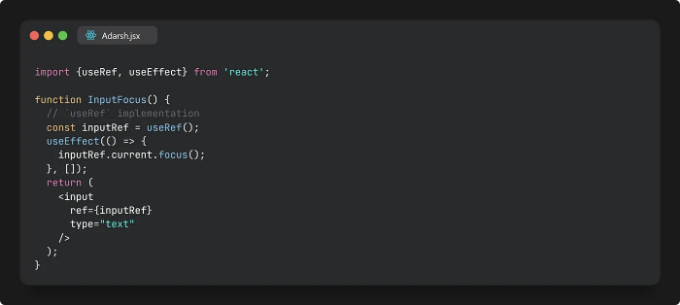 Adarsh.jsx
import {useRef, useEffect} from 'react';
function InputFocus() {
  // `useRef` implementation
  const inputRef = useRef();
  useEffect(() => {
    inputRef.current.focus();
  }, []);
  return (
    <input
      ref={inputRef}
      type="text"
    />
  );
}